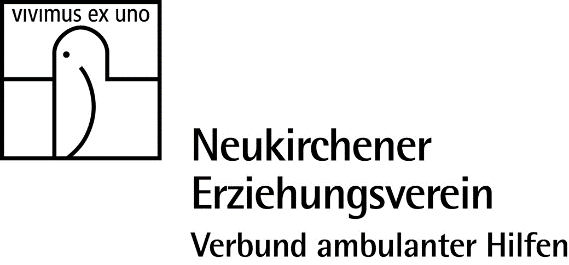 VIVIMUS EX UNO
Neukirchener
Erziehungsverein
Verbund ambulanter Hilfen